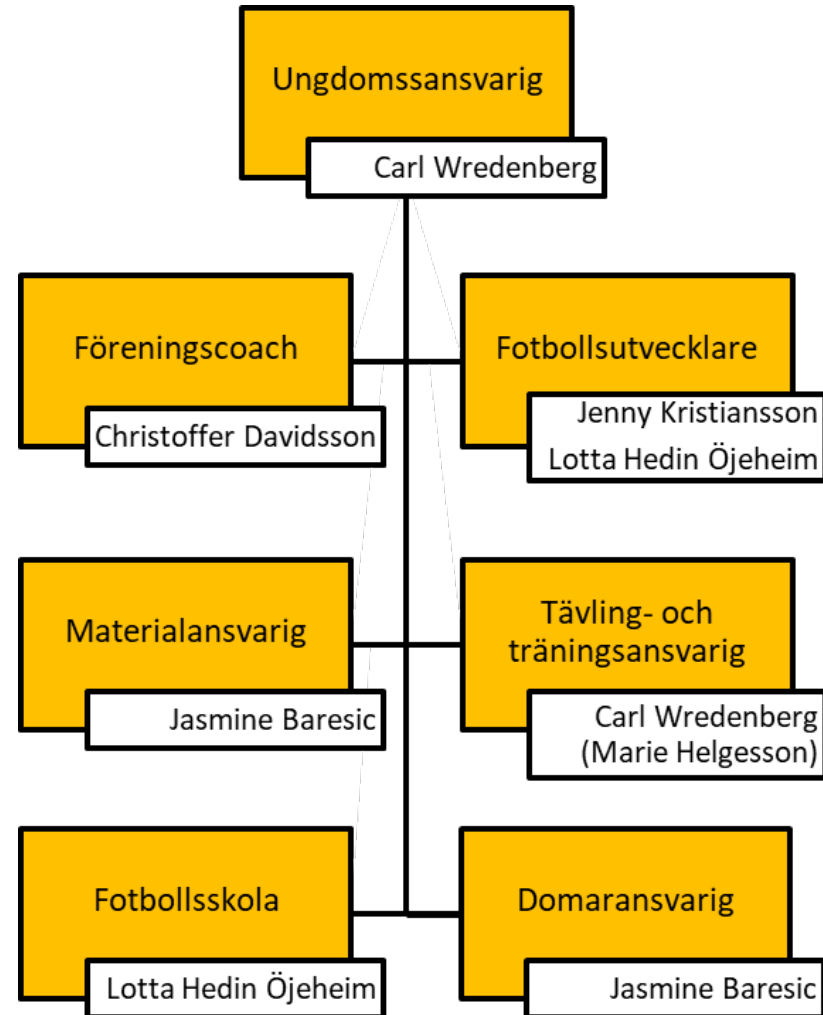 Ungdomssansvarig
Carl Wredenberg
Föreningscoach
Christoffer Davidsson
Fotbollsutvecklare
Jenny Kristiansson
Lotta Hedin Öjeheim
Materialansvarig
Jasmine Baresic
Tävling- och
träningsansvarig
Carl Wredenberg
(Marie Helgesson)
Fotbollsskola
Lotta Hedin Öjeheim
Domaransvarig
Jasmine Baresic